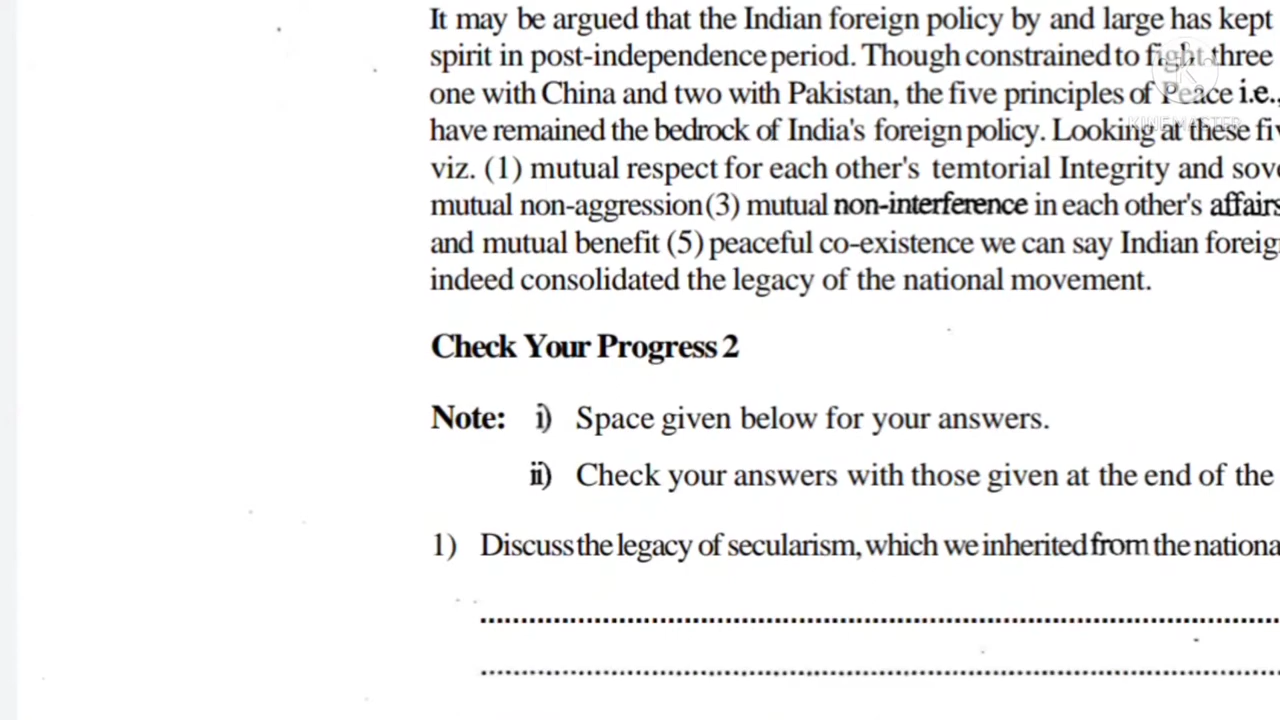 It may be argued that the Indian foreign policy by and large has kept
spirit in post-independence period. Though constrained to fight three
one with China and two with Pakistan, the five principles of Peace i.e.,
have remained the bedrock of India's foreign policy. Looking at these fiv
viz. (1) mutual respect for each other's temtorial Integrity and sove
mutual non-aggression (3) mutual non-interference in each other's affairs
and mutual benefit (5) peaceful co-existence we can say Indian foreig
indeed consolidated the legacy of the national movement.
Check Your Progress 2
Note: i) Space given below for your answers.
ii) Check your answers with those given at the end of the
1) Discuss the legacy of secularism, which we inherited from the nationa
KINEMASTER